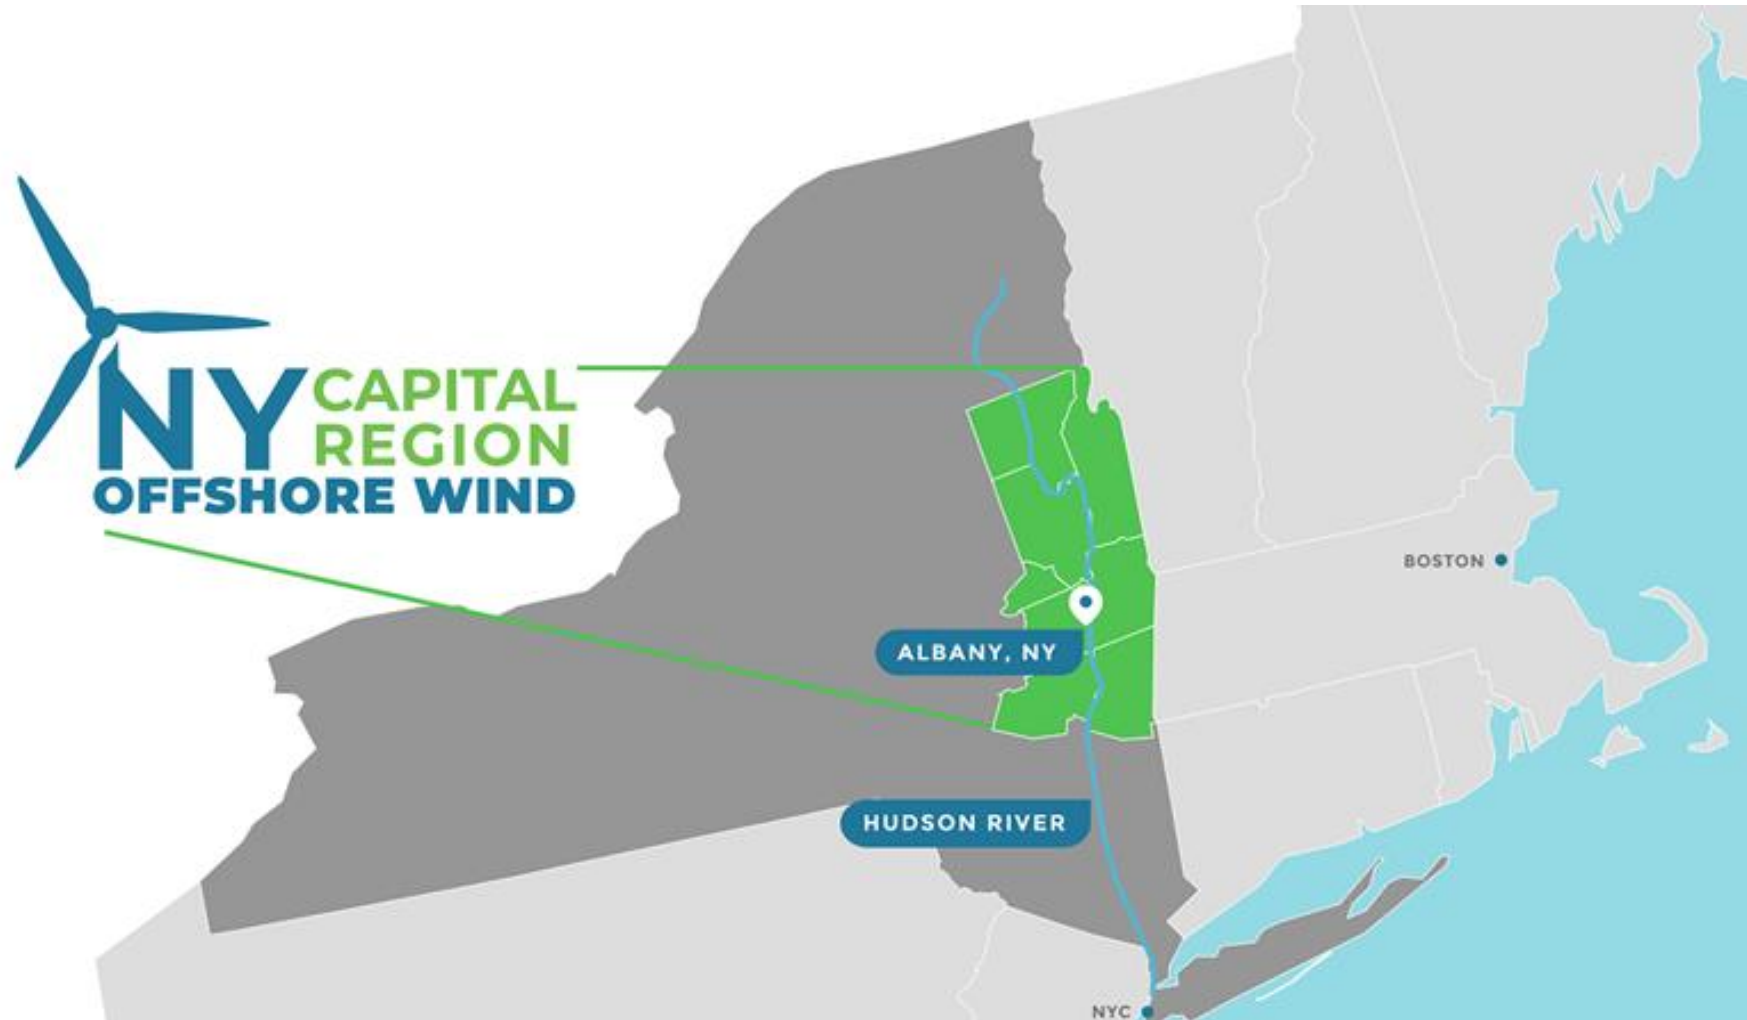 NY CAPITAL
REGION
OFFSHORE WIND
BOSTON
ALBANY, NY
HUDSON RIVER
NYC